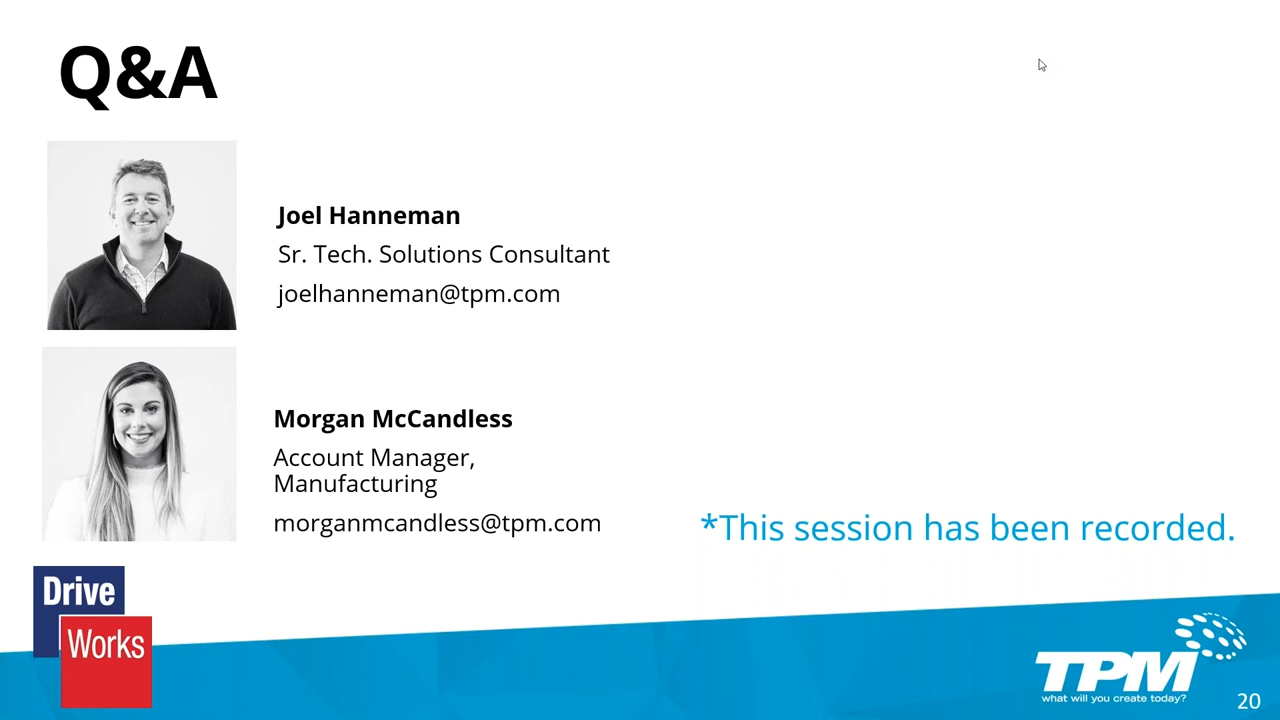 Q&A
Joel Hanneman
Sr. Tech. Solutions Consultant
joelhanneman@tpm.com
Morgan McCandless
Account Manager,
Manufacturing
morganmcandless@tpm.com
*This session has been recorded.
Drive
Works
TPM
what will you create today?
20